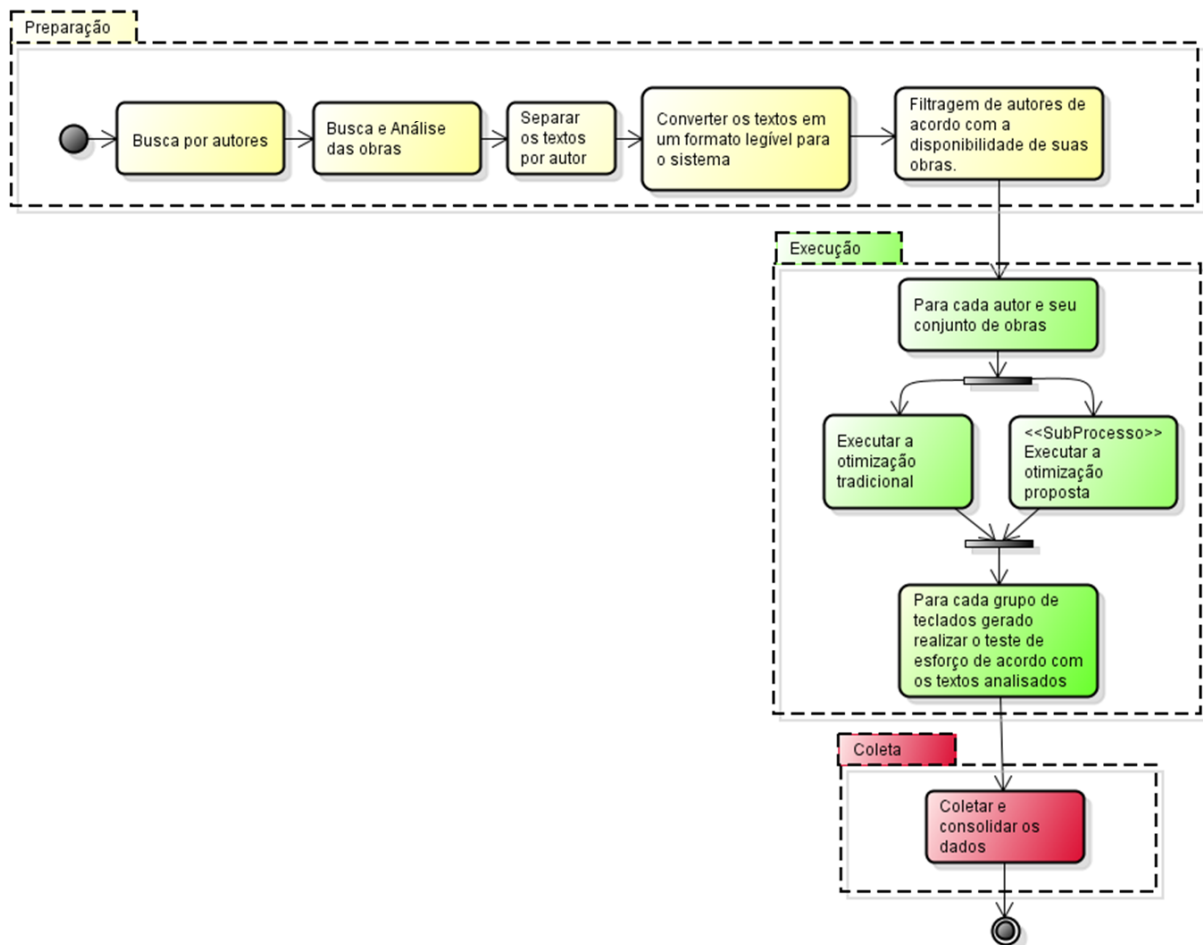 Preparação
Busca por autores
Busca e Análise
das obras
Separar
os textos
por autor
Converter os textos em
um formato legível para
o sistema
Filtragem de autores de
acordo com a
disponibilidade de suas
obras.
Execução
Para cada autor e seu
conjunto de obras
Executar a
otimização
tradicional
<<SubProcesso>>
Executar a
otimização
proposta
Para cada grupo de
teclados gerado
realizar o teste de
esforço de acordo com
os textos analisados
Coleta
Coletar e
consolidar os
dados